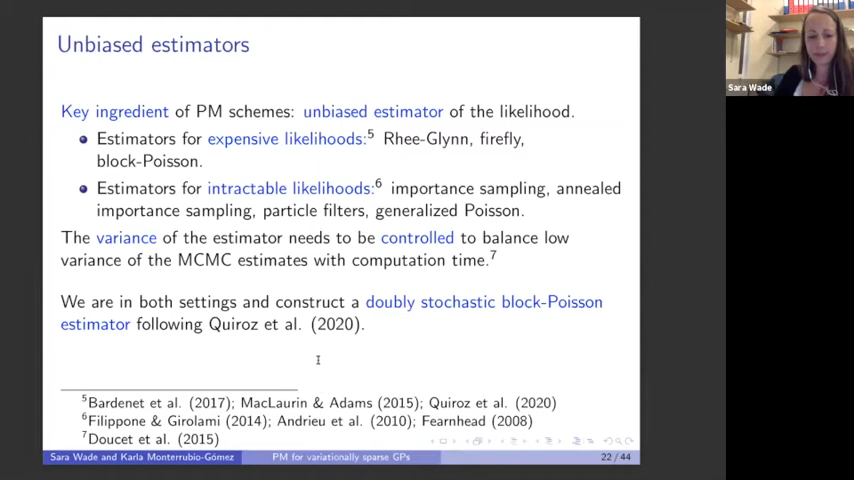 Unbiased estimators
Key ingredient of PM schemes: unbiased estimator of the likelihood.
Estimators for expensive likelihoods:5 Rhee-Glynn, firefly,
block-Poisson.
Estimators for intractable likelihoods:6 importance sampling, annealed
importance sampling, particle filters, generalized Poisson.
The variance of the estimator needs to be controlled to balance low
variance of the MCMC estimates with computation time.7
We are in both settings and construct a doubly stochastic block-Poisson
estimator following Quiroz et al. (2020).
5Bardenet et al. (2017); MacLaurin & Adams (2015); Quiroz et al. (2020)
6Filippone & Girolami (2014); Andrieu et al. (2010); Fearnhead (2008)
7Doucet et al. (2015)
Sara Wade and Karla Monterrubio-Gómez PM for variationally sparse GPs 22 / 44
Sara Wade